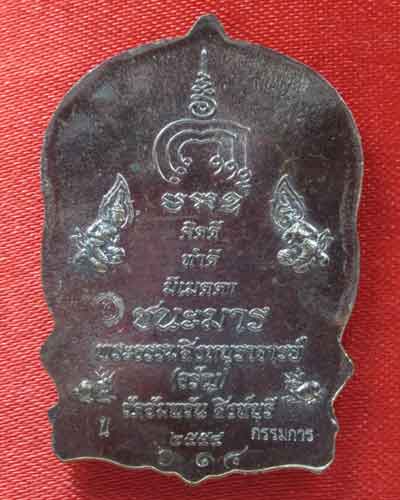 คิดดี
ทำดี
มีเมตตา
ชนะมาร
พระธรรมสิงหบุราจารย์
(จรัญ)
วัดอัมพวัน สิงห์บุรี
น ๒๕๕๔ กรรมการ
๖๑๘